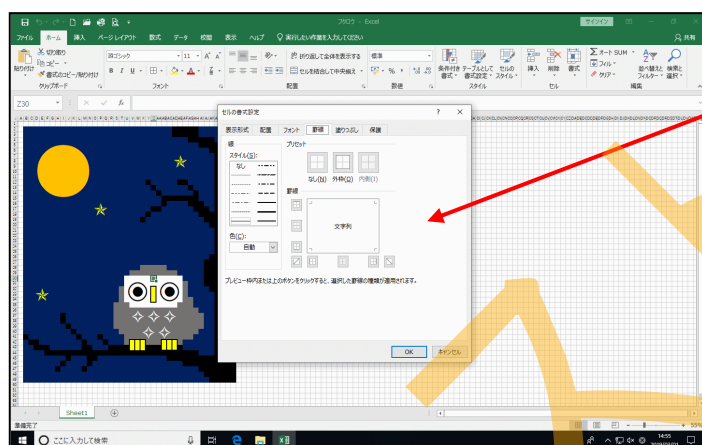 フクロウ - Excel
サインイン
ファイル ホーム 挿入 ページ レイアウト 数式 データ 校閲 表示 ヘルプ 実行したい作業を入力してください 共有
切り取り
コピー
書式のコピー/貼り付け
貼り付け
游ゴシック 11
B I U
折り返して全体を表示する
セルを結合して中央揃え
標準
条件付き書式 テーブルとして書式設定 セルのスタイル
挿入 削除 書式
オート SUM
フィル
クリア
並べ替えとフィルター 検索と選択
クリップボード フォント 配置 数値 スタイル セル 編集
Z30
セルの書式設定
表示形式 配置 フォント 罫線 塗りつぶし 保護
線
スタイル(S):
なし
色(C):
自動
プリセット
なし(N) 外枠(O) 内側(I)
罫線
文字列
プレビュー枠内または上のボタンをクリックすると、選択した罫線の種類が適用されます。
OK キャンセル
Sheet1
準備完了
55%
ここに入力して検索
14:55